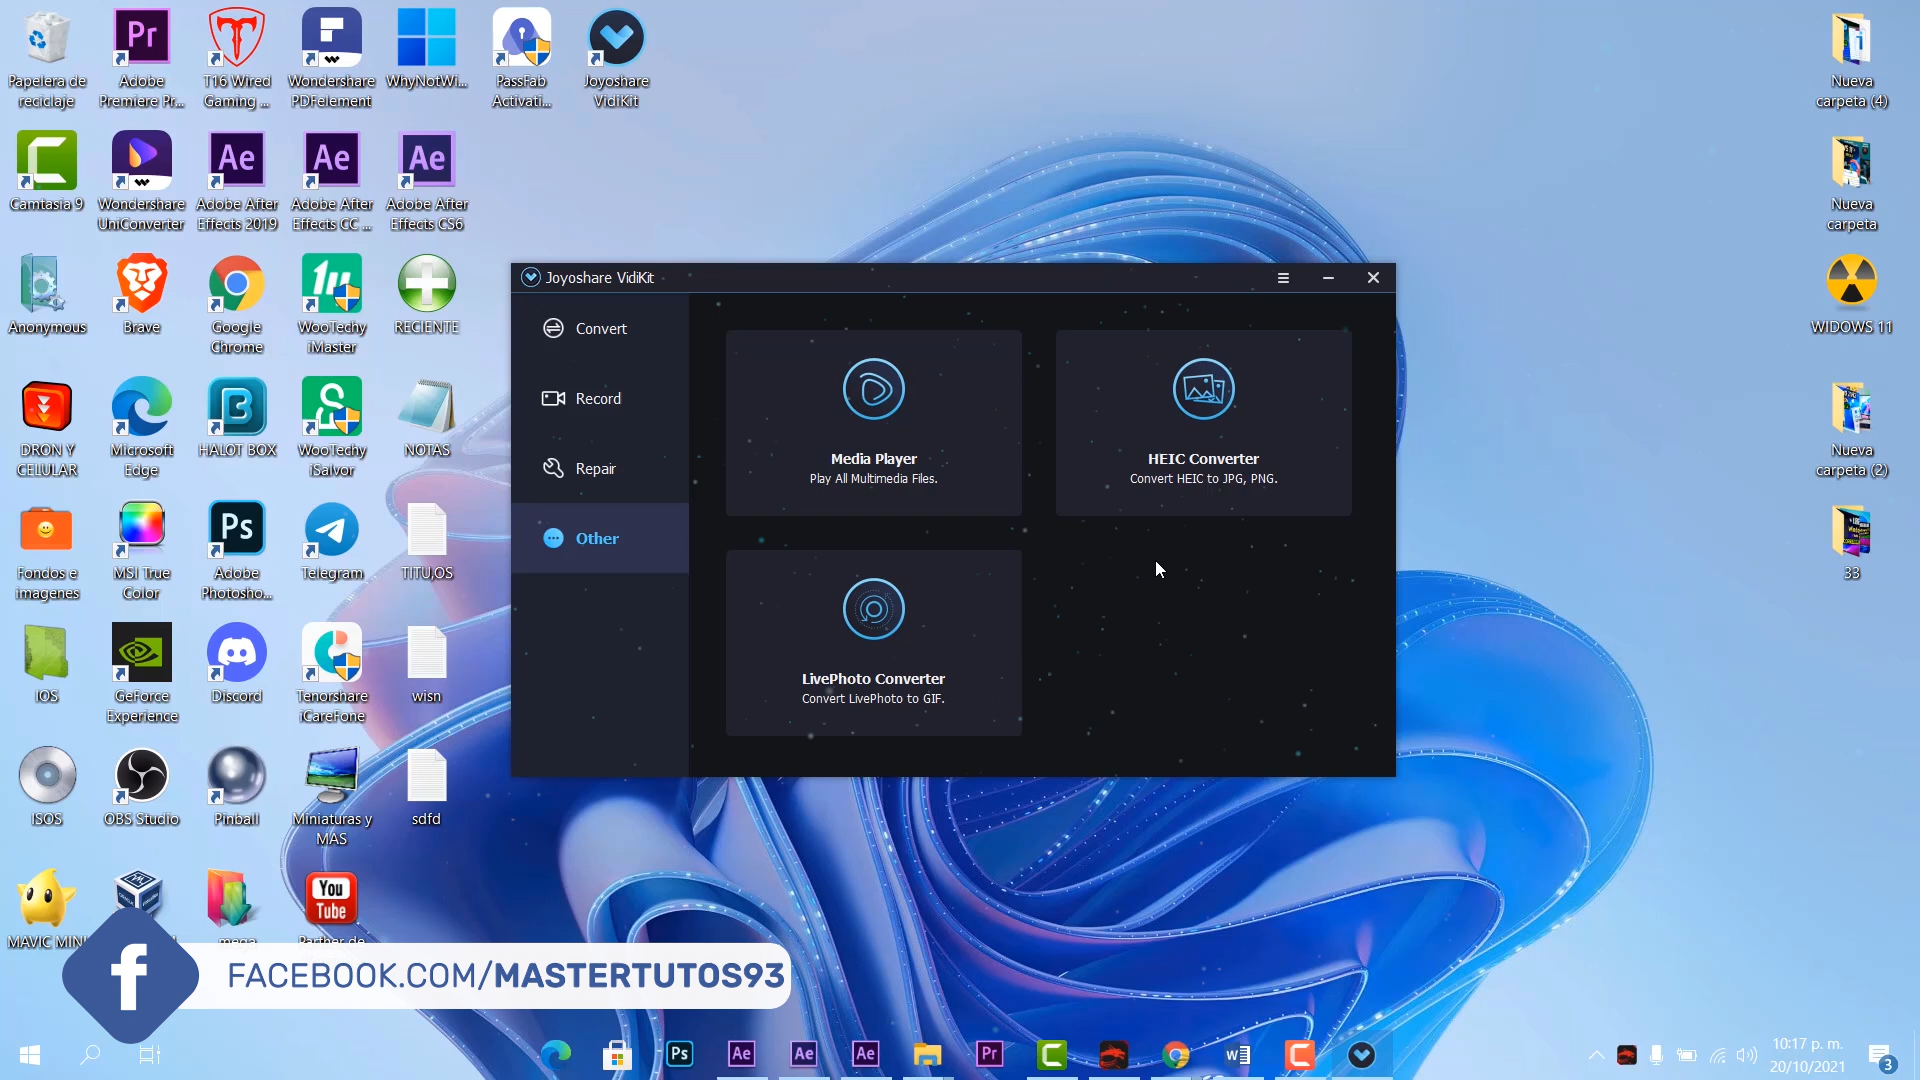 Papelera de
reciclaje
Adobe
Premiere Pr...
T16 Wired
Gaming ...
Wondershare
PDFelement
WhyNotWi...
PassFab
Activati...
Joyoshare
VidiKit
Nueva
carpeta (4)
Camtasia 9
Wondershare
UniConverter
Adobe After
Effects 2019
Adobe After
Effects CC ...
Adobe After
Effects CS6
Nueva
carpeta
Anonymous
Brave
Google
Chrome
WooTechy
iMaster
RECIENTE
WIDOWS 11
DRON Y
CELULAR
Microsoft
Edge
HALOT BOX
WooTechy
iSalvor
NOTAS
Nueva
carpeta (2)
Fondos e
imagenes
MSI True
Color
Adobe
Photosho...
Telegram
TITU,OS
33
IOS
GeForce
Experience
Discord
Tenorshare
iCareFone
wisn
ISOS
OBS Studio
Pinball
Miniaturas y
MAS
sdfd
You
Tube
MAVIC MINI
mega
Joyoshare VidiKit
Convert
Record
Repair
Other
Media Player
Play All Multimedia Files.
HEIC Converter
Convert HEIC to JPG, PNG.
LivePhoto Converter
Convert LivePhoto to GIF.
FACEBOOK.COM/MASTERTUTOS93
10:17 p. m.
20/10/2021
3